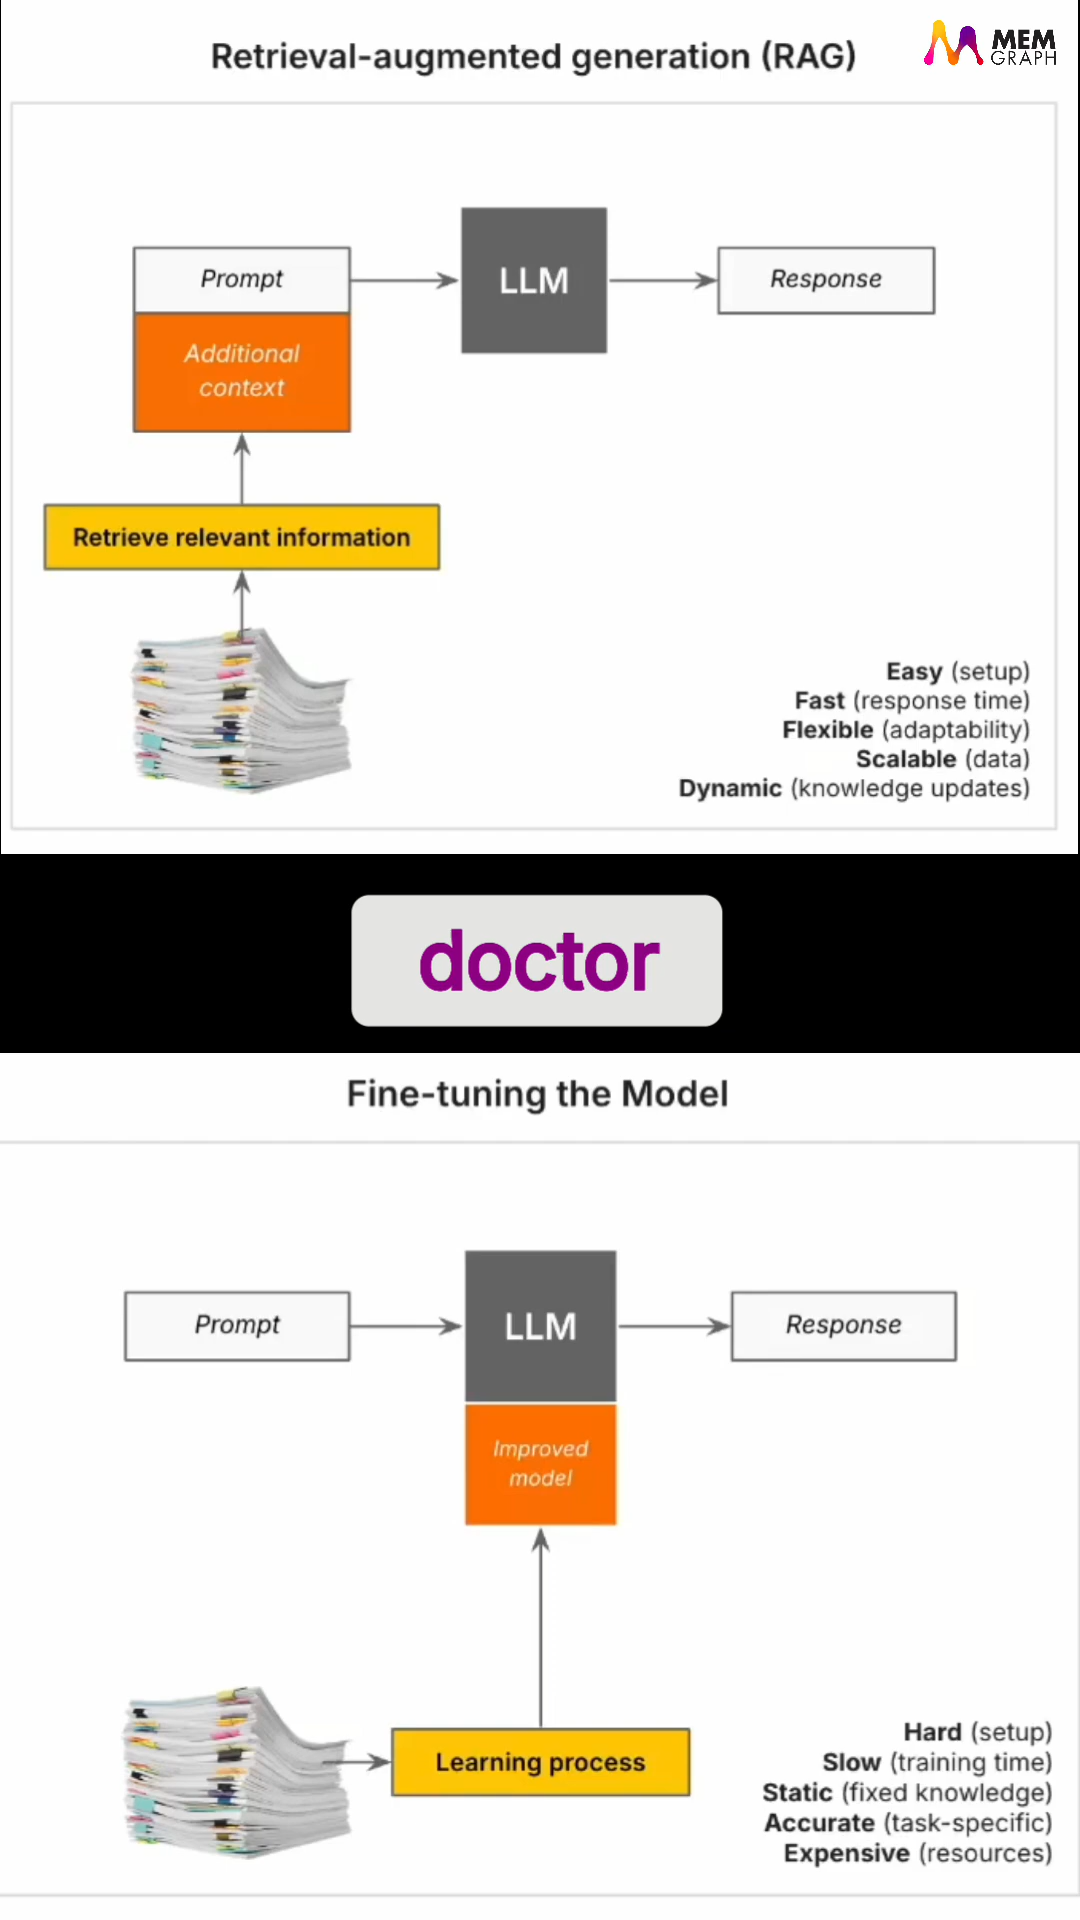 Retrieval-augmented generation (RAG)
MEM
GRAPH
Prompt
LLM
Response
Additional
context
Retrieve relevant information
Easy (setup)
Fast (response time)
Flexible (adaptability)
Scalable (data)
Dynamic (knowledge updates)
doctor
Fine-tuning the Model
Prompt
LLM
Response
Improved
model
Learning process
Hard (setup)
Slow (training time)
Static (fixed knowledge)
Accurate (task-specific)
Expensive (resources)